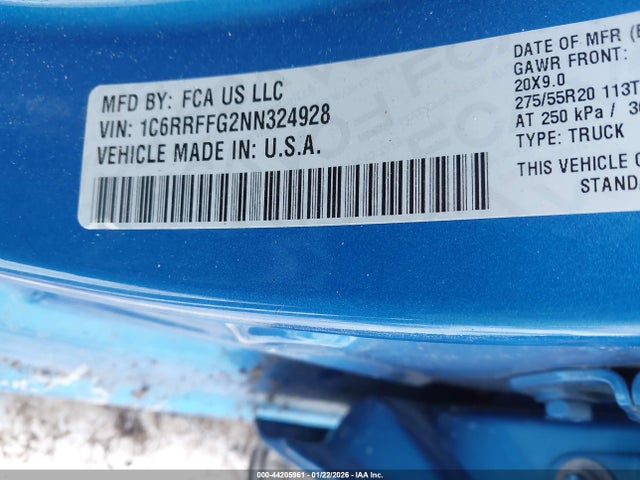 MFD BY: FCA US LLC
VIN: 1C6RRFFG2NN324928
VEHICLE MADE IN: U.S.A.
DATE OF MFR
GAWR FRONT:
20X9.0
275/55R20 113T
AT 250 kPa /
TYPE: TRUCK
THIS VEHICLE
STANDA
000-44205961 - 01/22/2026 - IAA Inc.